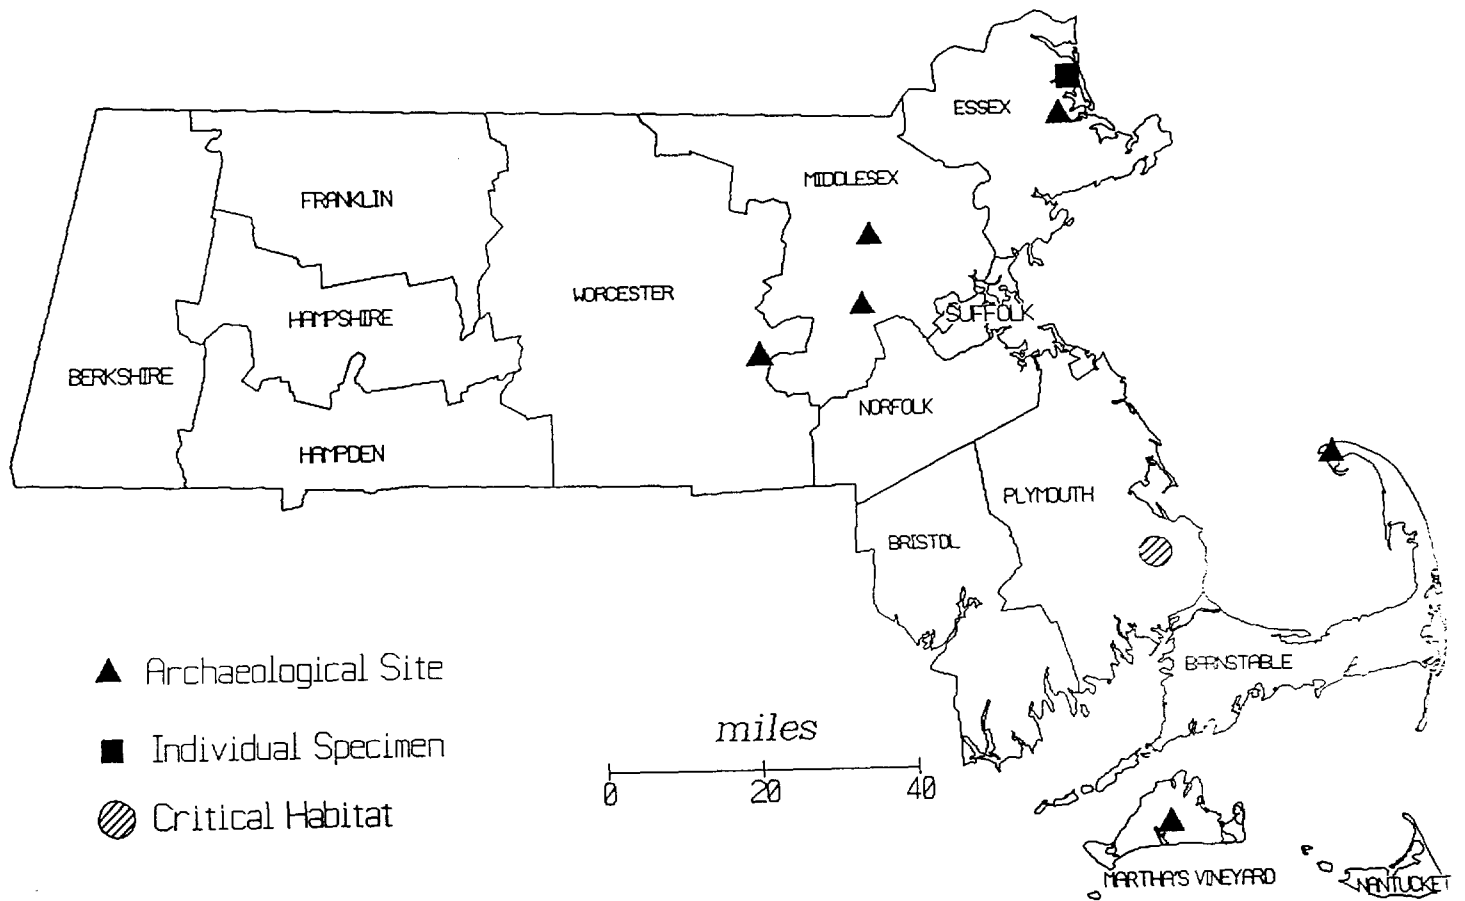 ESSEX
MIDDLESEX
FRANKLIN
WORCESTER
HAMPSHIRE
SUFFOLK
BERKSHIRE
NORFOLK
HAMPDEN
PLYMOUTH
BRISTOL
BARNSTABLE
Archaeological Site
Individual Specimen
Critical Habitat
miles
0 20 40
MARTHA'S VINEYARD
NANTUCKET